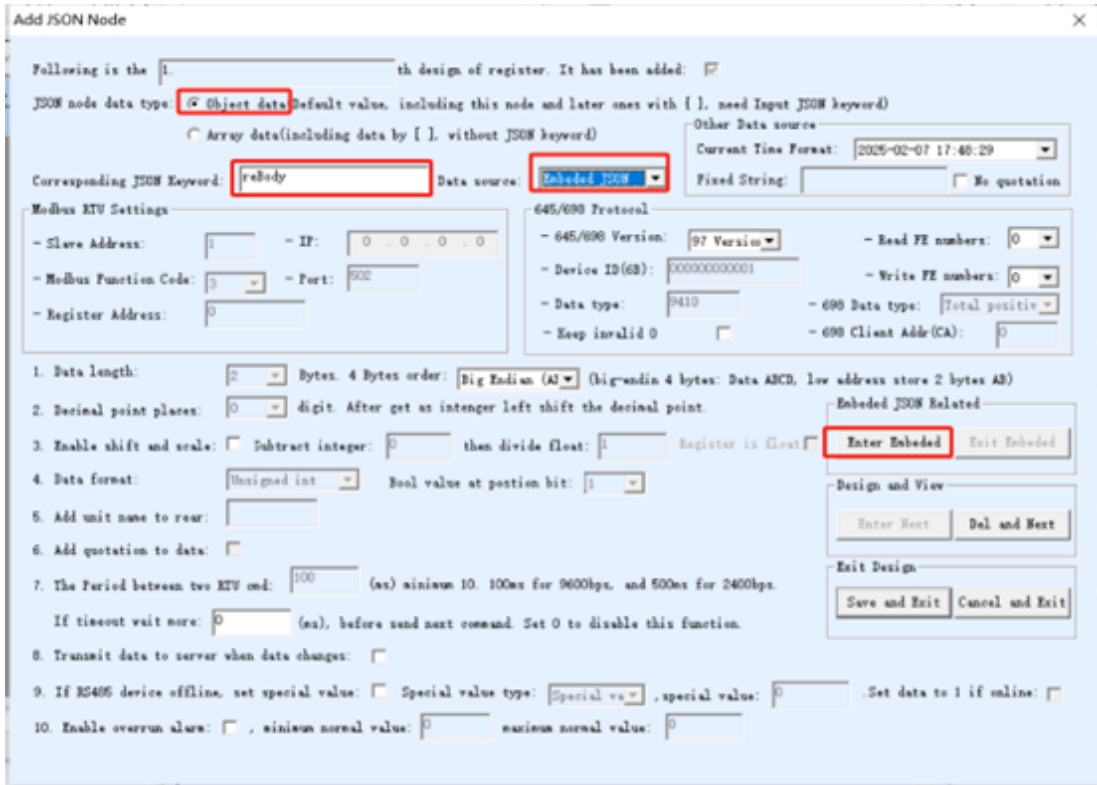 Add JSON Node
Following is the 1. th design of register. It has been added:
JSON node data type: Object data(Default value, including this node and later ones with { }, need Input JSON keyword)
Array data(including data by [ ], without JSON keyword)
Other Data source
Current Time Format: 2025-02-07 17:48:29
Corresponding JSON Keyword: reBody Data source: Embeded JSON Fixed String: No quotation
Modbus RTU Settings
- Slave Address: 1 - IP: 0 . 0 . 0 . 0
- Modbus Function Code: 3 - Port: 502
- Register Address: 0
645/698 Protocol
- 645/698 Version: 97 Versio - Read FE numbers: 0
- Device ID(6B): 000000000001 - Write FE numbers: 0
- Data type: 9410 - 698 Data type: Total positiv
- Keep invalid 0 - 698 Client Addr(CA): 0
1. Data length: 2 Bytes. 4 Bytes order: Big Endian (AB (big-endin 4 bytes: Data ABCD, low address store 2 bytes AB)
2. Decimal point places: 0 digit. After get as intenger left shift the decimal point.
3. Enable shift and scale: Subtract integer: 0 then divide float: 1 Register is float
4. Data format: Unsigned int Bool value at postion bit: 1
5. Add unit name to rear:
6. Add quotation to data:
7. The Period between two RTU cmd: 100 (ms) minimum 10. 100ms for 9600bps, and 500ms for 2400bps.
If timeout wait more: 0 (ms), before send next command. Set 0 to disable this function.
8. Transmit data to server when data changes:
9. If RS485 device offline, set special value: Special value type: Special va , special value: 0 .Set data to 1 if online:
10. Enable overrun alarm: , minimum normal value: 0 maximum normal value: 0
Embeded JSON Related
Enter Embeded Exit Embeded
Design and View
Enter Next Del and Next
Exit Design
Save and Exit Cancel and Exit